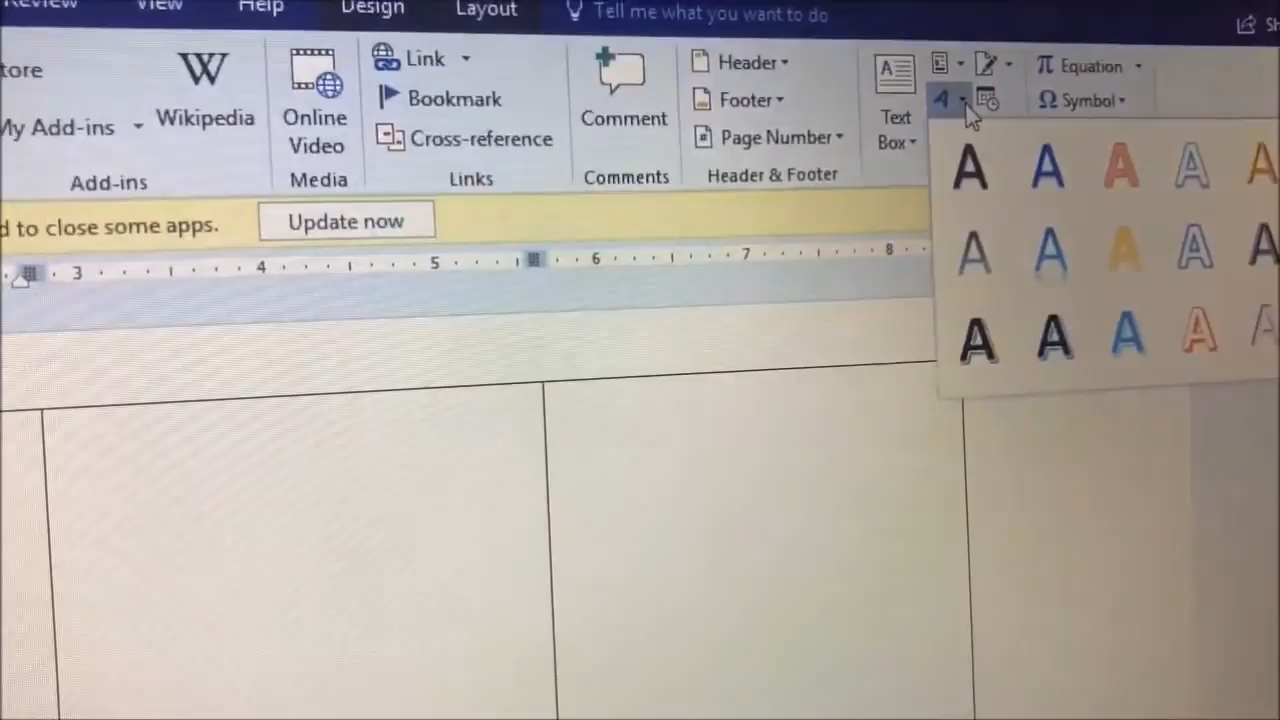 Review View Help Design Layout Tell me what you want to do
Link
Header
Equation
Store
Bookmark
Footer
Symbol
My Add-ins
Wikipedia
Online
Video
Cross-reference
Comment
Page Number
Text
Box
Add-ins
Media
Links
Comments
Header & Footer
to close some apps.
Update now
3 4 5 6 7 8
A A A A A
A A A A A
A A A A A